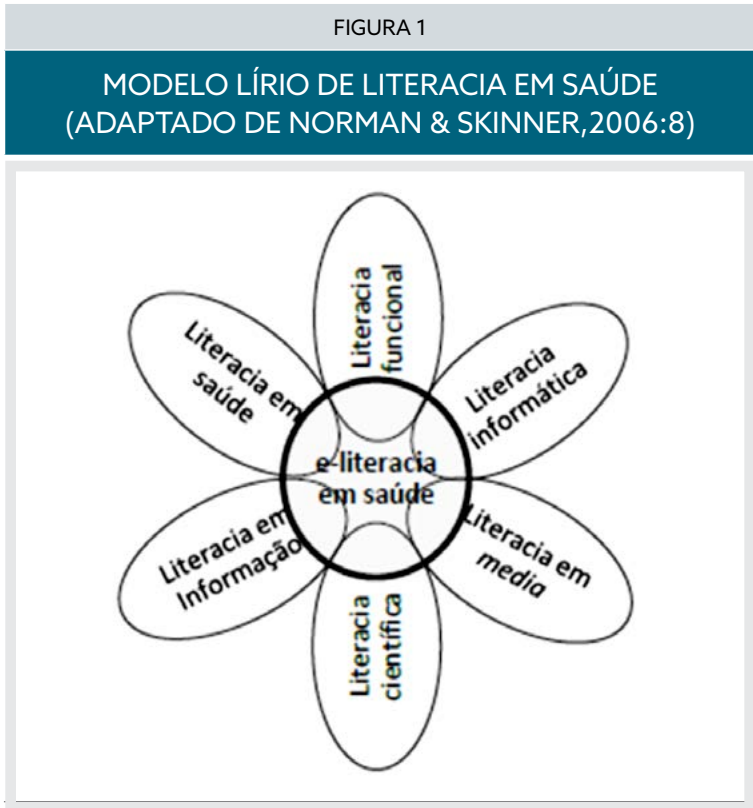 FIGURA 1
MODELO LÍRIO DE LITERACIA EM SAÚDE
(ADAPTADO DE NORMAN & SKINNER,2006:8)
Literacia
funcional
Literacia em
saúde
Literacia
informática
e-literacia
em saúde
Literacia em
Informação
Literacia em
media
Literacia
científica